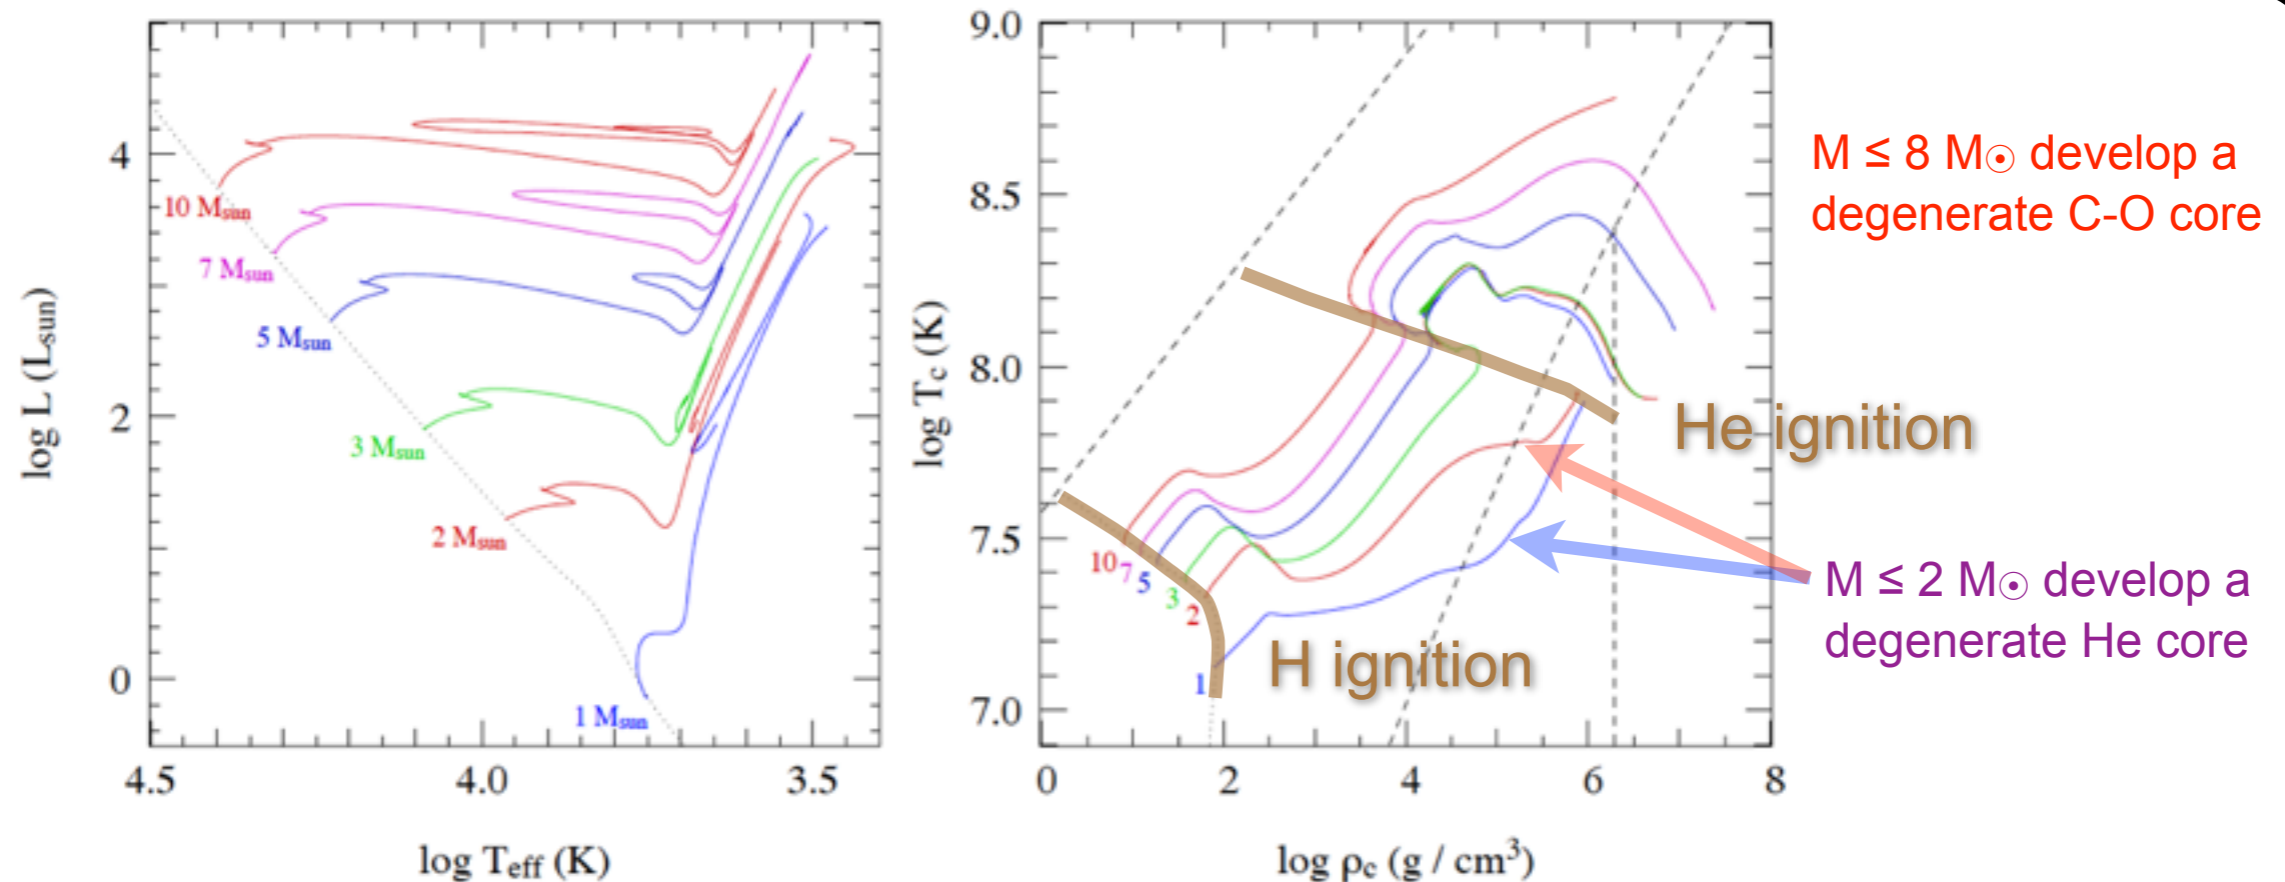 log L (Lsun)
4
2
0
10 Msun
7 Msun
5 Msun
3 Msun
2 Msun
1 Msun
4.5 4.0 3.5
log Teff (K)
log Tc (K)
9.0
8.5
8.0
7.5
7.0
10 7 5 3 2 1
He ignition
H ignition
0 2 4 6 8
log ρc (g / cm³)
M ≤ 8 M☉ develop a
degenerate C-O core
M ≤ 2 M☉ develop a
degenerate He core